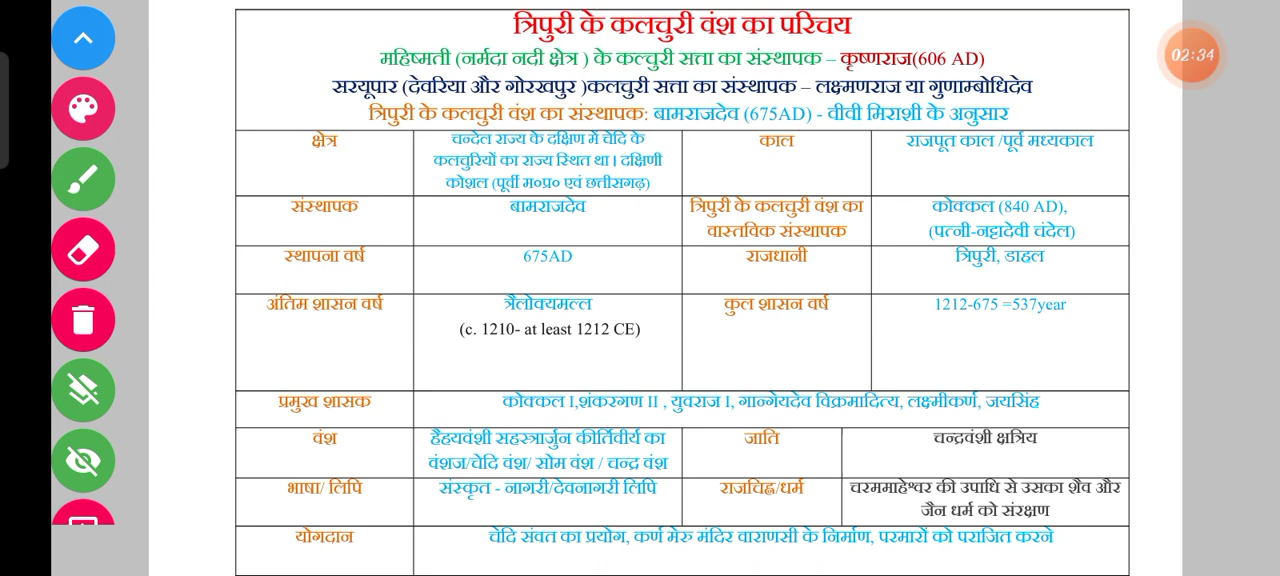 त्रिपुरी के कलचुरी वंश का परिचय
महिष्मती (नर्मदा नदी क्षेत्र ) के कल्चुरी सत्ता का संस्थापक – कृष्णराज(606 AD)
सरयूपार (देवरिया और गोरखपुर )कलचुरी सत्ता का संस्थापक – लक्ष्मणराज या गुणाम्बोधिदेव
त्रिपुरी के कलचुरी वंश का संस्थापक: बामराजदेव (675AD) - वीवी मिराशी के अनुसार
02:34
क्षेत्र
चन्देल राज्य के दक्षिण में चेदि के
कलचुरियों का राज्य स्थित था। दक्षिणी
कोशल (पूर्वी म०प्र० एवं छत्तीसगढ़)
काल
राजपूत काल /पूर्व मध्यकाल
संस्थापक
बामराजदेव
त्रिपुरी के कलचुरी वंश का
वास्तविक संस्थापक
कोक्कल (840 AD),
(पत्नी-नट्टादेवी चंदेल)
स्थापना वर्ष
675AD
राजधानी
त्रिपुरी, डाहल
अंतिम शासन वर्ष
त्रैलोक्यमल्ल
(c. 1210- at least 1212 CE)
कुल शासन वर्ष
1212-675 =537year
प्रमुख शासक
कोक्कल I,शंकरगण II , युवराज I, गान्गेयदेव विक्रमादित्य, लक्ष्मीकर्ण, जयसिंह
वंश
हैहयवंशी सहस्त्रार्जुन कीर्तिवीर्य का
वंशज/चेदि वंश/ सोम वंश / चन्द्र वंश
जाति
चन्द्रवंशी क्षत्रिय
भाषा/ लिपि
संस्कृत - नागरी/देवनागरी लिपि
राजचिह्न/धर्म
चरममाहेश्वर की उपाधि से उसका शैव और
जैन धर्म को संरक्षण
योगदान
चेदि संवत का प्रयोग, कर्ण मेरु मंदिर वाराणसी के निर्माण, परमारों को पराजित करने